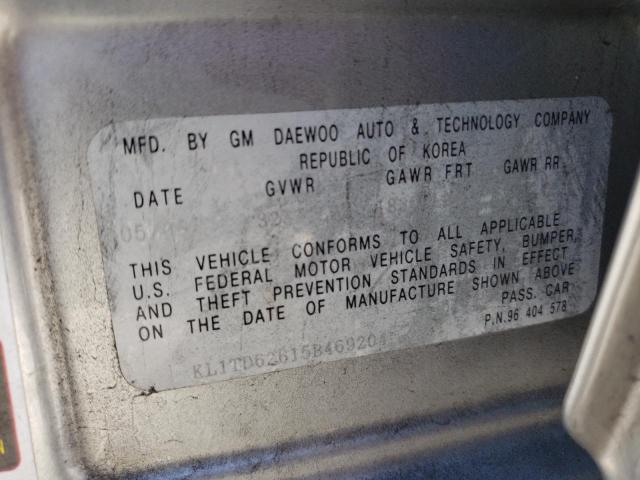 MFD. BY GM DAEWOO AUTO & TECHNOLOGY COMPANY
REPUBLIC OF KOREA
DATE GVWR GAWR FRT GAWR RR
THIS VEHICLE CONFORMS TO ALL APPLICABLE
U.S. FEDERAL MOTOR VEHICLE SAFETY, BUMPER,
AND THEFT PREVENTION STANDARDS IN EFFECT
ON THE DATE OF MANUFACTURE SHOWN ABOVE
PASS. CAR
P.N.96 404 578
KL1TD62615B469204